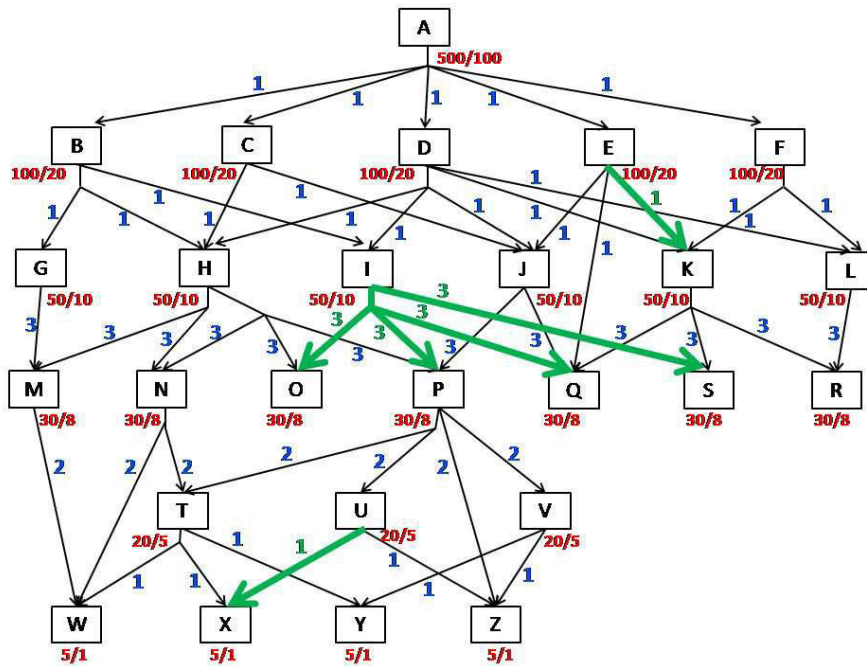 A
500/100
1 1 1 1 1
B C D E F
100/20 100/20 100/20 100/20 100/20
1 1 1 1 1 1 1 1 1 1 1 1 1 1
G H I J K L
50/10 50/10 50/10 50/10 50/10 50/10
3 3 3 3 3 3 3 3 3 3 3 3 3 3 3
M N O P Q S R
30/8 30/8 30/8 30/8 30/8 30/8 30/8
2 2 2 2 2 2 2
T U V
20/5 20/5 20/5
1 1 1 1 1 1 1
W X Y Z
5/1 5/1 5/1 5/1